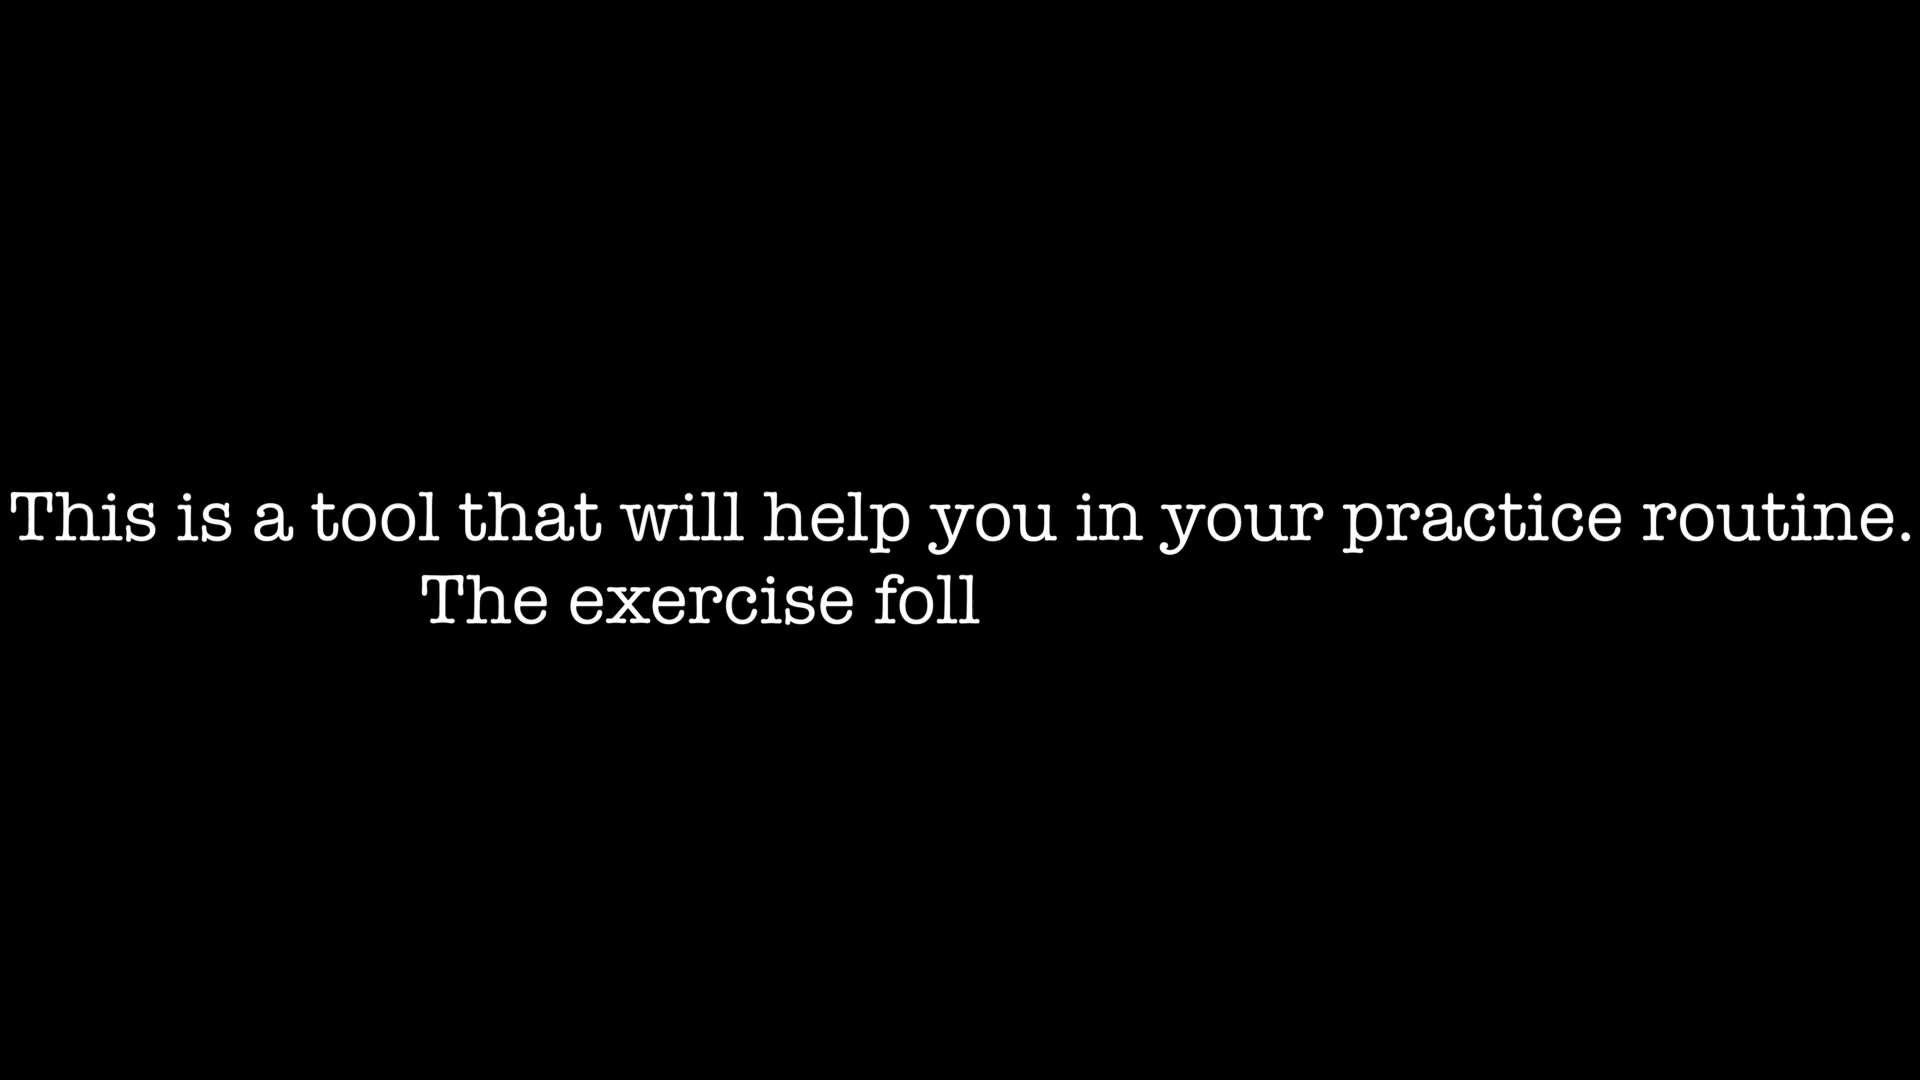 This is a tool that will help you in your practice routine.
The exercise foll